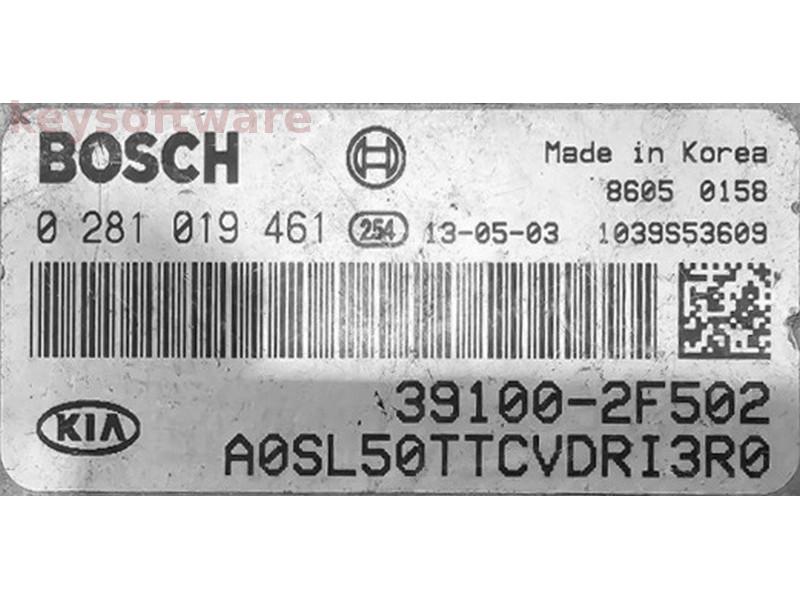 keysoftware
BOSCH
Made in Korea
8605 0158
0 281 019 461 254 13-05-03 1039S53609
39100-2F502
KIA
A0SL50TTCVDRI3R0